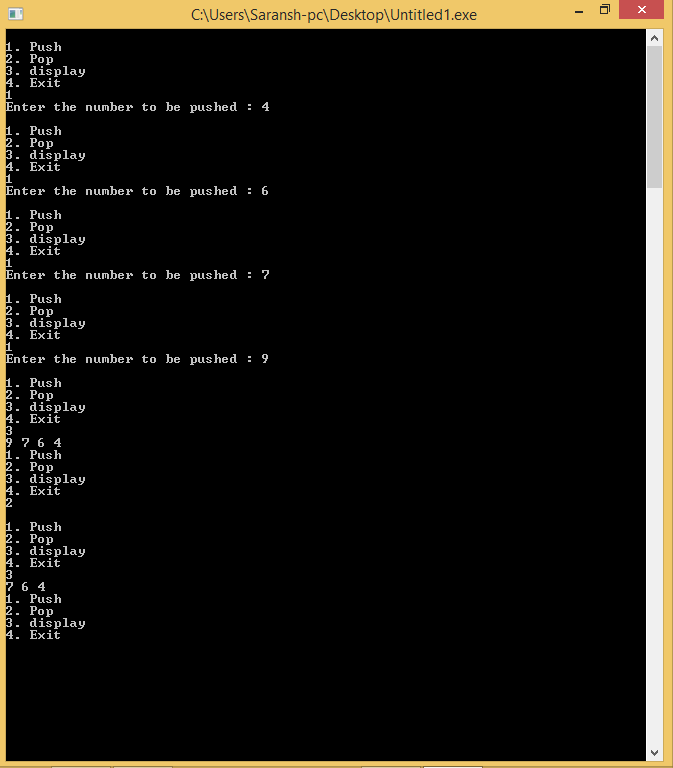 C:\Users\Saransh-pc\Desktop\Untitled1.exe
1. Push
2. Pop
3. display
4. Exit
1
Enter the number to be pushed : 4
1. Push
2. Pop
3. display
4. Exit
1
Enter the number to be pushed : 6
1. Push
2. Pop
3. display
4. Exit
1
Enter the number to be pushed : 7
1. Push
2. Pop
3. display
4. Exit
1
Enter the number to be pushed : 9
1. Push
2. Pop
3. display
4. Exit
3
9 7 6 4
1. Push
2. Pop
3. display
4. Exit
2
1. Push
2. Pop
3. display
4. Exit
3
7 6 4
1. Push
2. Pop
3. display
4. Exit